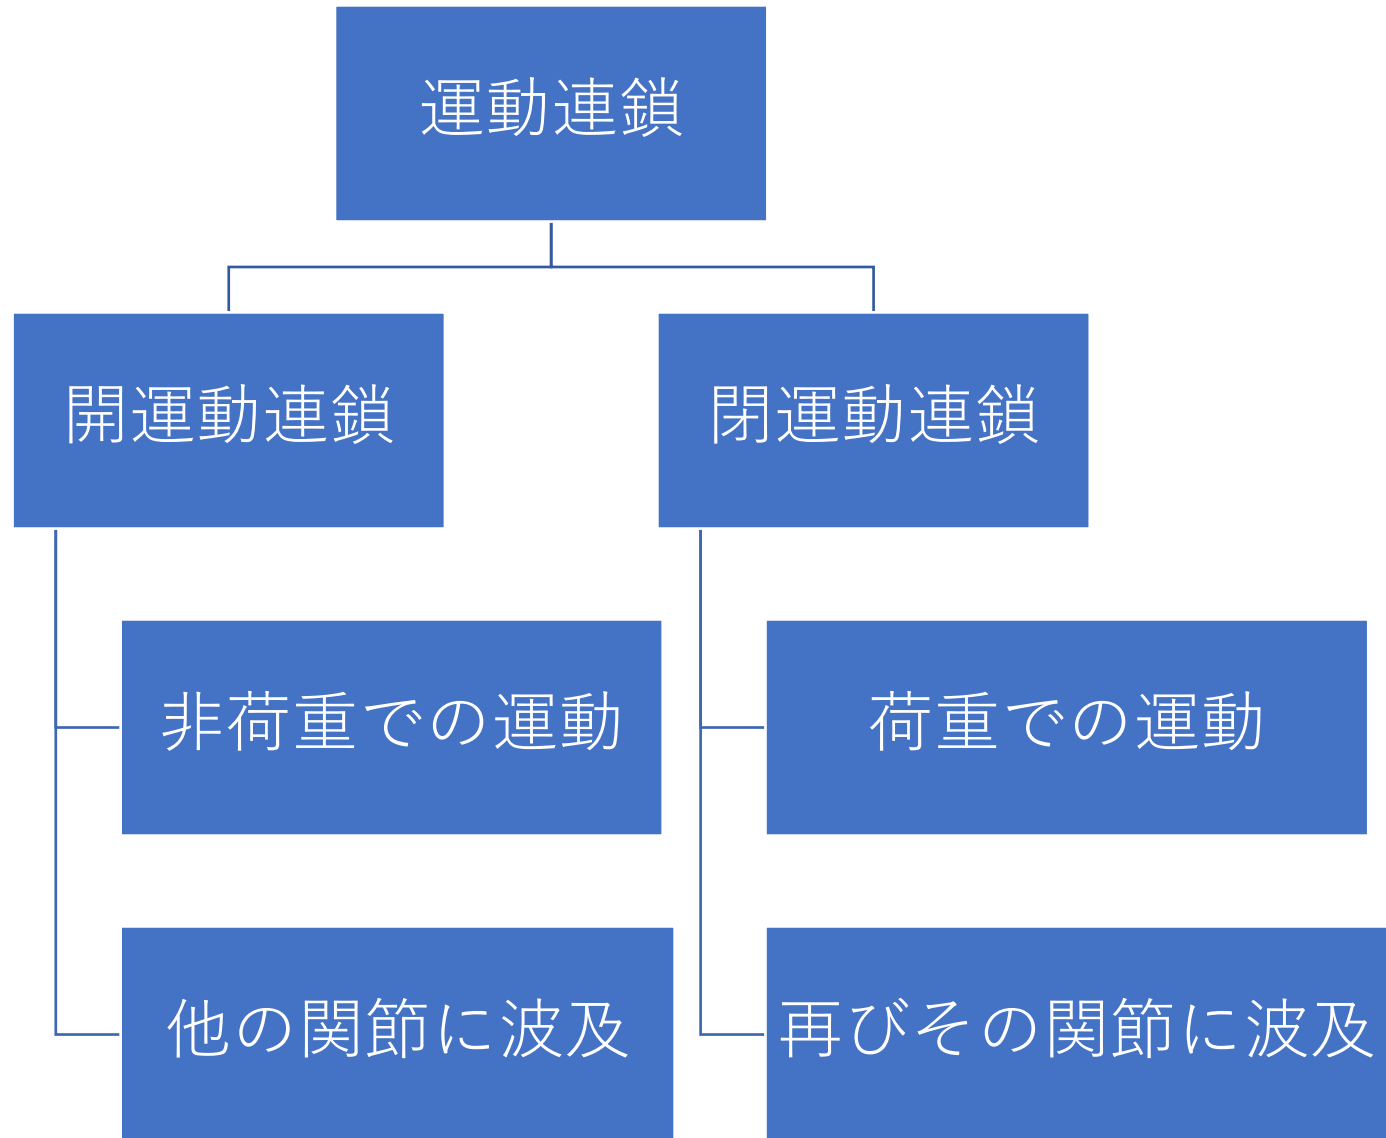 運動連鎖
開運動連鎖
閉運動連鎖
非荷重での運動
荷重での運動
他の関節に波及
再びその関節に波及